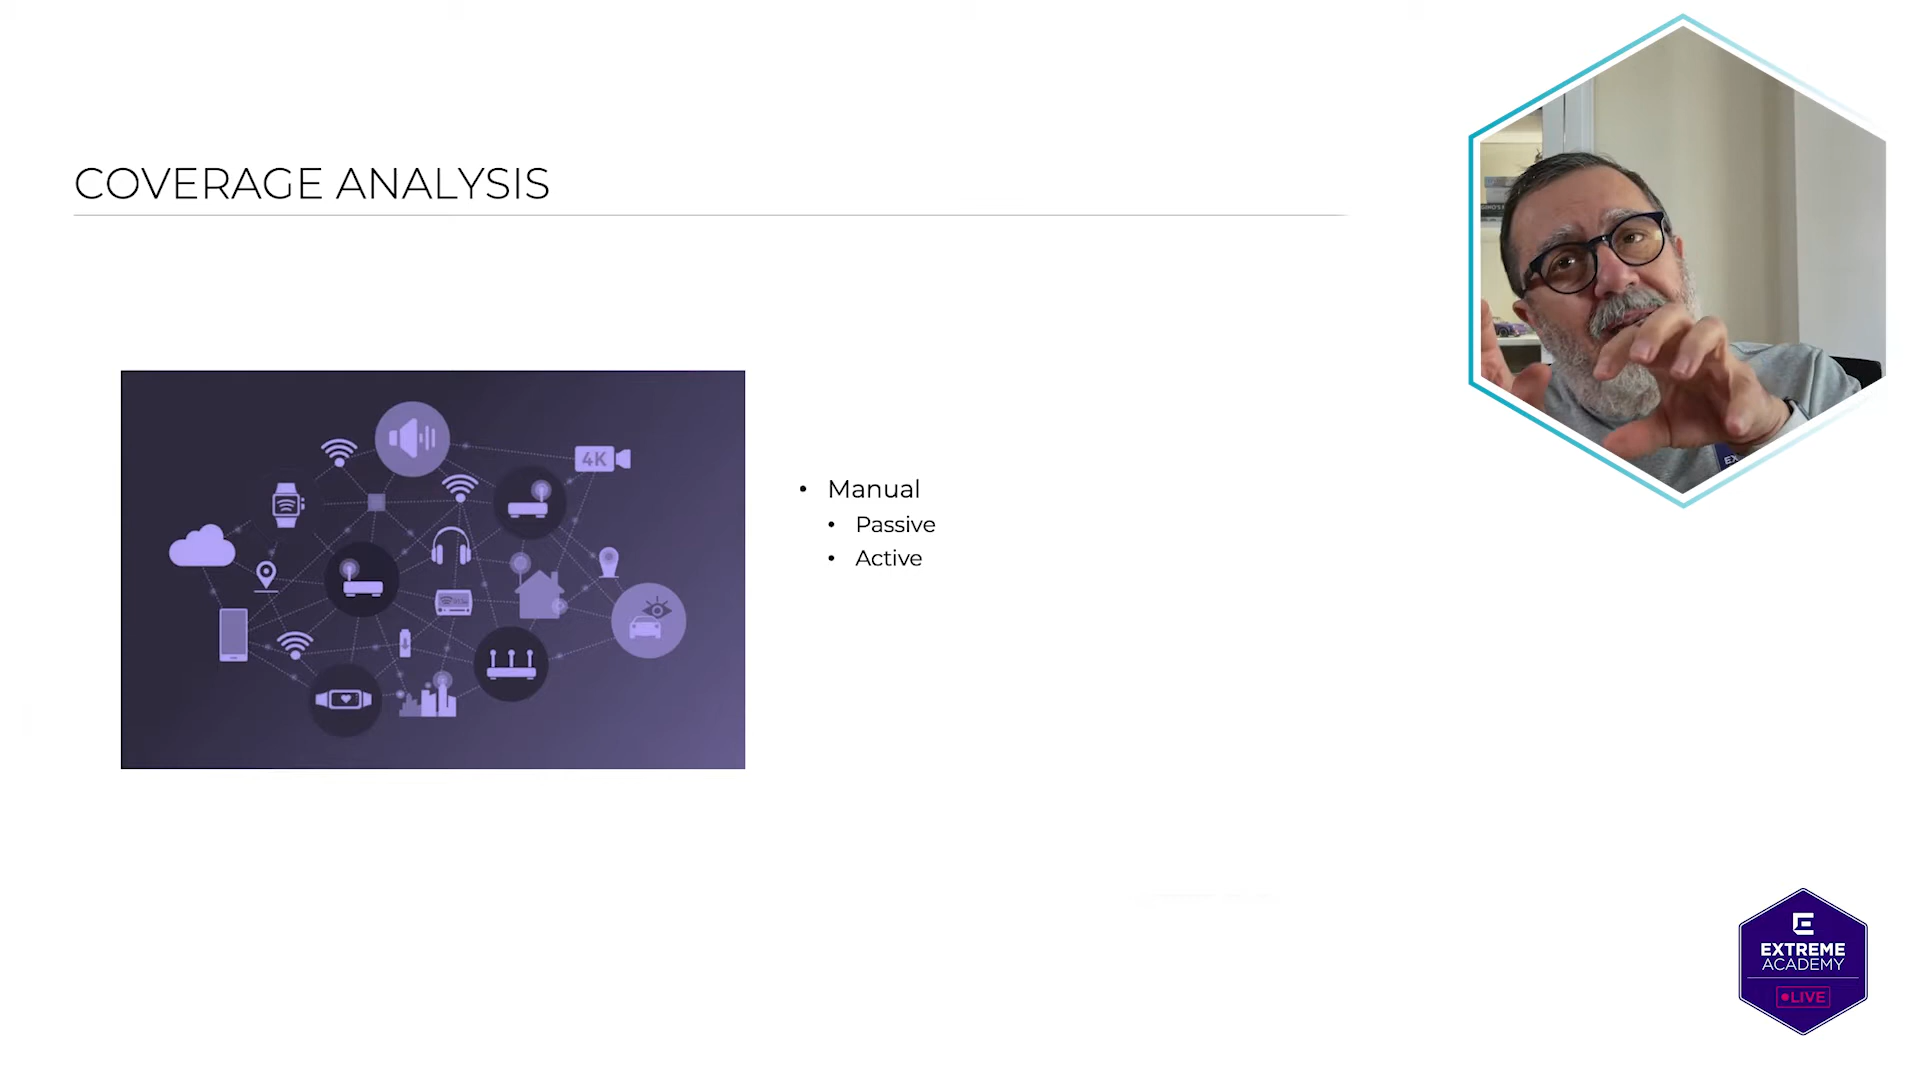 COVERAGE ANALYSIS
4K
• Manual
• Passive
• Active
EXTREME
ACADEMY
LIVE